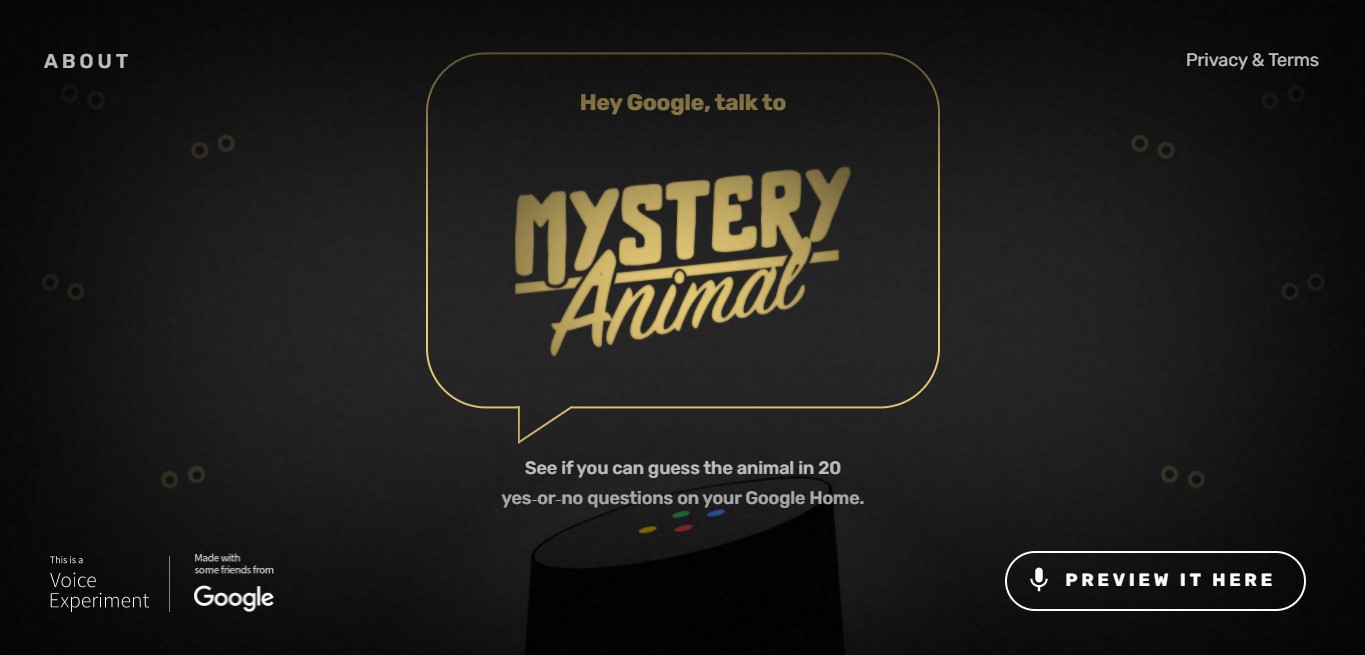 ABOUT
Privacy & Terms
Hey Google, talk to
MYSTERY
Animal
See if you can guess the animal in 20
yes-or-no questions on your Google Home.
This is a
Voice
Experiment
Made with
some friends from
Google
PREVIEW IT HERE